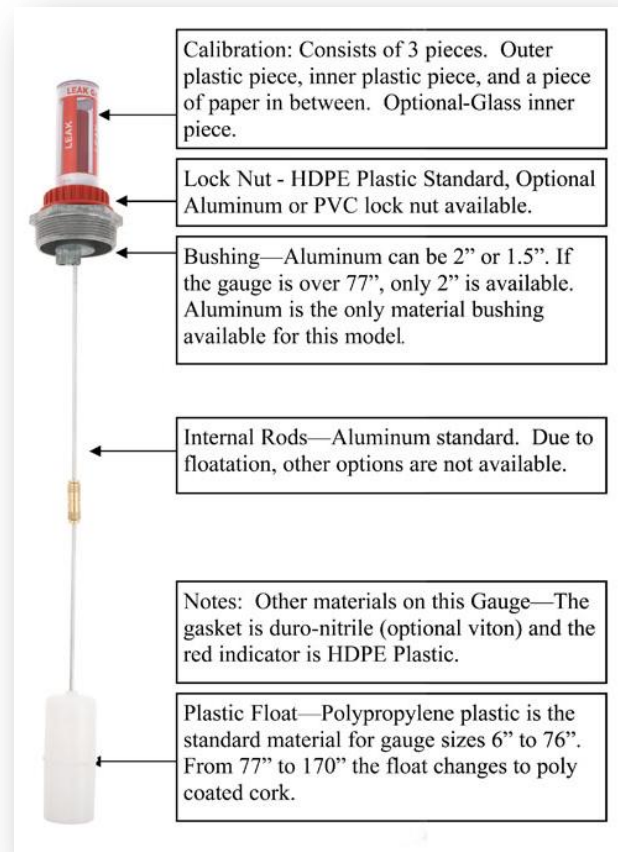 Calibration: Consists of 3 pieces. Outer
plastic piece, inner plastic piece, and a piece
of paper in between. Optional-Glass inner
piece.
LEAK G
LEAK
Lock Nut - HDPE Plastic Standard, Optional
Aluminum or PVC lock nut available.
Bushing—Aluminum can be 2” or 1.5”. If
the gauge is over 77”, only 2” is available.
Aluminum is the only material bushing
available for this model.
Internal Rods—Aluminum standard. Due to
floatation, other options are not available.
Notes: Other materials on this Gauge—The
gasket is duro-nitrile (optional viton) and the
red indicator is HDPE Plastic.
Plastic Float—Polypropylene plastic is the
standard material for gauge sizes 6” to 76”.
From 77” to 170” the float changes to poly
coated cork.